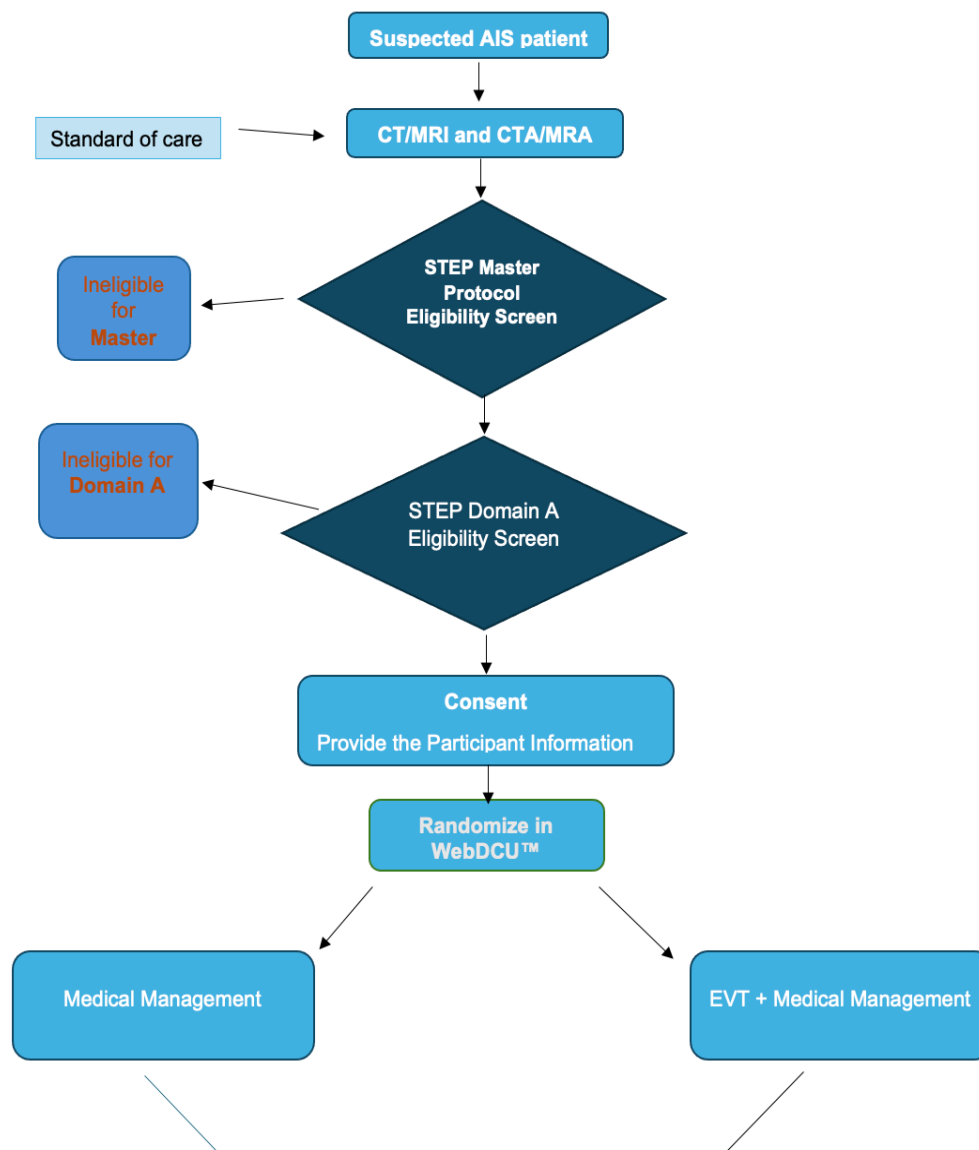 Suspected AIS patient
Standard of care
CT/MRI and CTA/MRA
STEP Master
Protocol
Eligibility Screen
Ineligible
for
Master
Ineligible for
Domain A
STEP Domain A
Eligibility Screen
Consent
Provide the Participant Information
Randomize in
WebDCU™
Medical Management
EVT + Medical Management